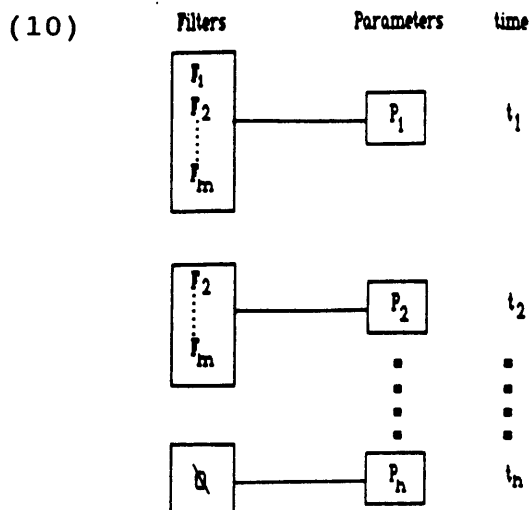 (10) Filters Parameters time
F1
F2
Fm
P1 t1
F2
Fm
P2 t2
∅ Pn tn